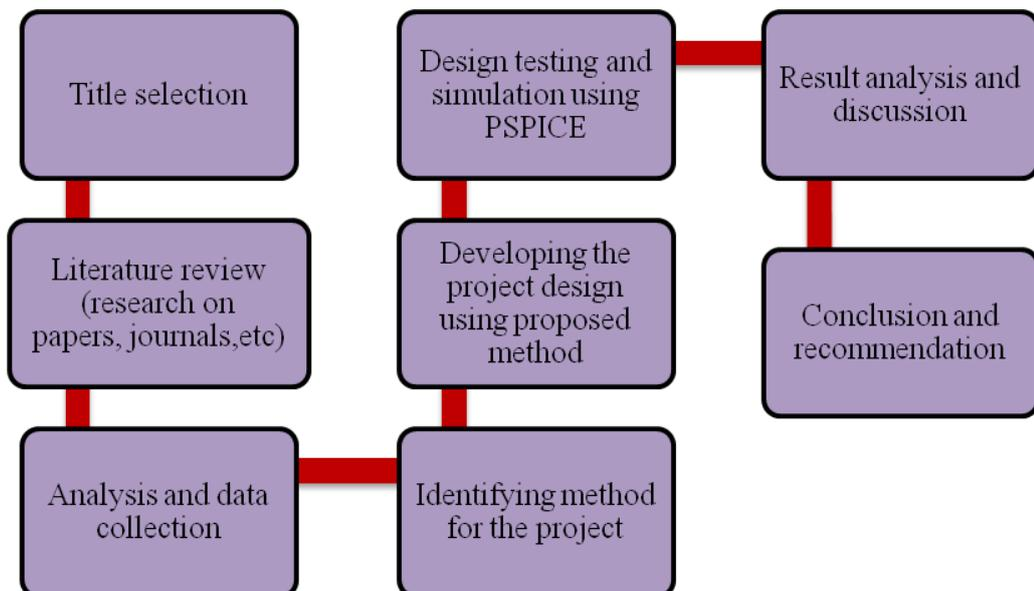 Title selection
Literature review
(research on
papers, journals,etc)
Analysis and data
collection
Identifying method
for the project
Developing the
project design
using proposed
method
Design testing and
simulation using
PSPICE
Result analysis and
discussion
Conclusion and
recommendation